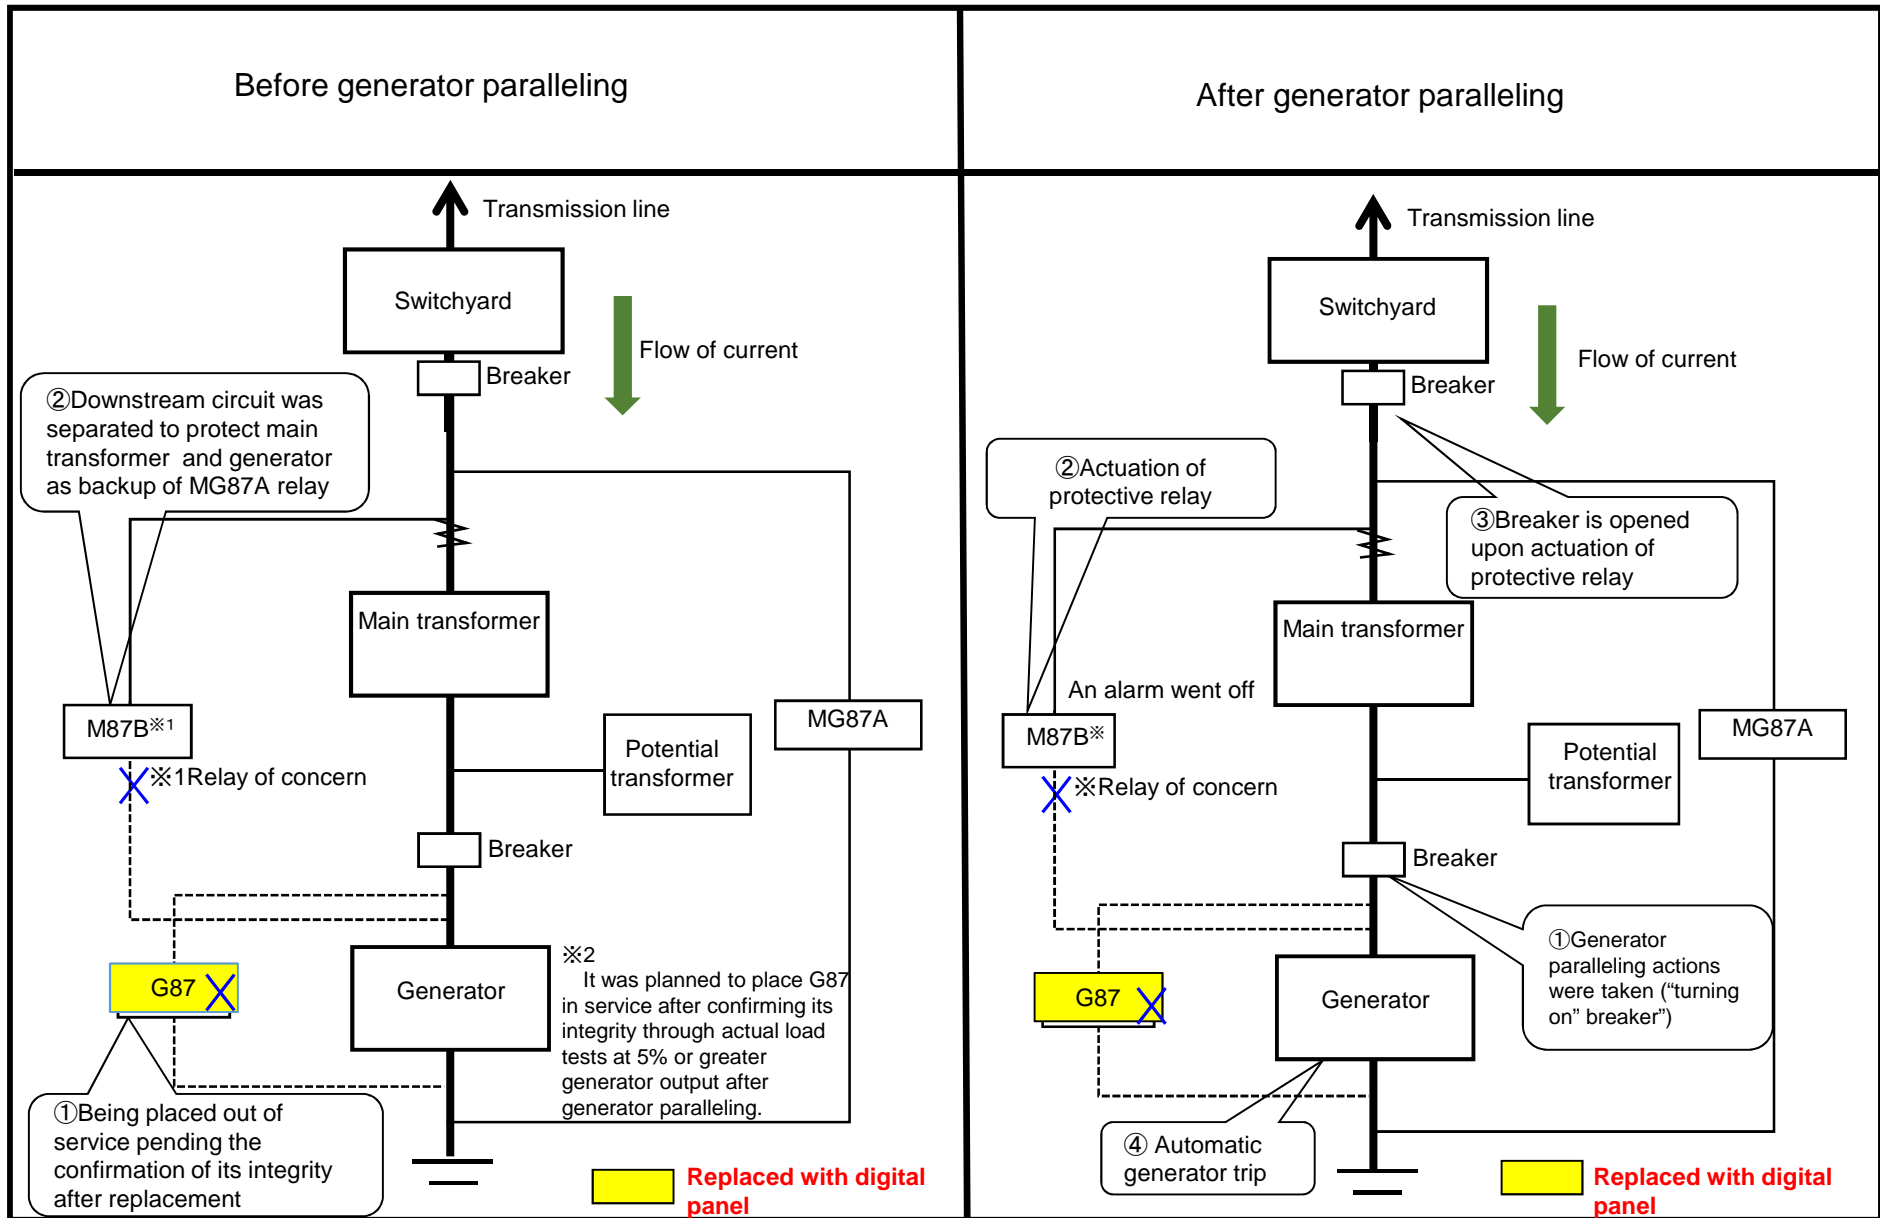 Before generator paralleling
Transmission line
Switchyard
Flow of current
Breaker
②Downstream circuit was
separated to protect main
transformer and generator
as backup of MG87A relay
Main transformer
M87B※1
※1Relay of concern
Potential
transformer
MG87A
Breaker
G87
Generator
※2
It was planned to place G87
in service after confirming its
integrity through actual load
tests at 5% or greater
generator output after
generator paralleling.
①Being placed out of
service pending the
confirmation of its integrity
after replacement
Replaced with digital
panel
After generator paralleling
Transmission line
Switchyard
Flow of current
Breaker
②Actuation of
protective relay
③Breaker is opened
upon actuation of
protective relay
Main transformer
An alarm went off
M87B※
※Relay of concern
Potential
transformer
MG87A
Breaker
①Generator
paralleling actions
were taken (“turning
on” breaker”)
G87
Generator
④ Automatic
generator trip
Replaced with digital
panel